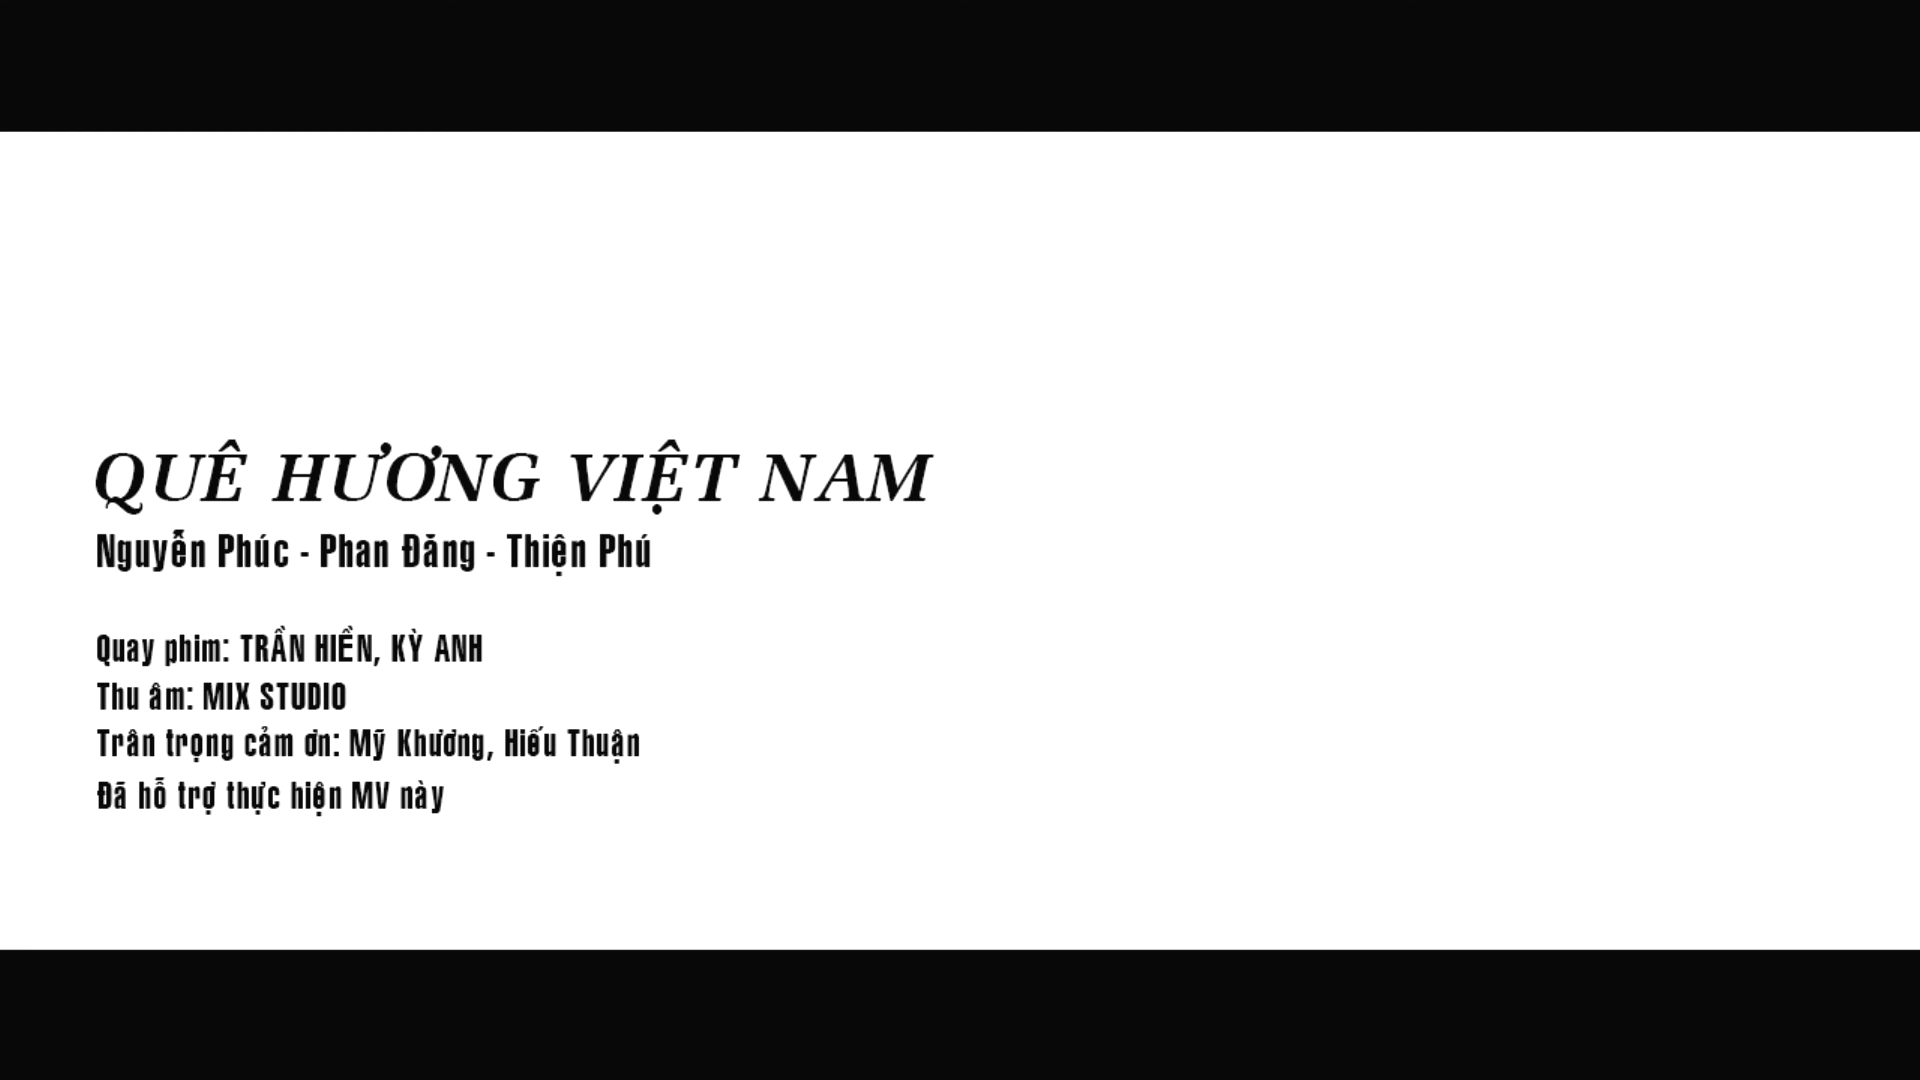 QUÊ HƯƠNG VIỆT NAM
Nguyễn Phúc - Phan Đăng - Thiện Phú
Quay phim: TRẦN HIỀN, KỲ ANH
Thu âm: MIX STUDIO
Trân trọng cảm ơn: Mỹ Khương, Hiếu Thuận
Đã hỗ trợ thực hiện MV này